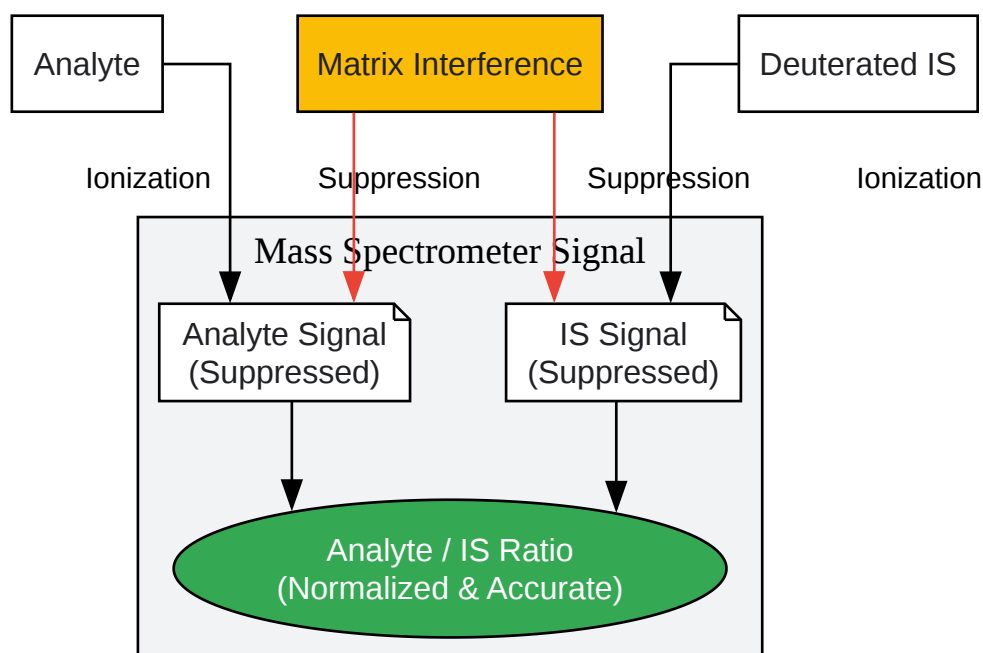 Analyte
Matrix Interference
Deuterated IS
Ionization
Suppression
Suppression
Ionization
Mass Spectrometer Signal
Analyte Signal
(Suppressed)
IS Signal
(Suppressed)
Analyte / IS Ratio
(Normalized & Accurate)